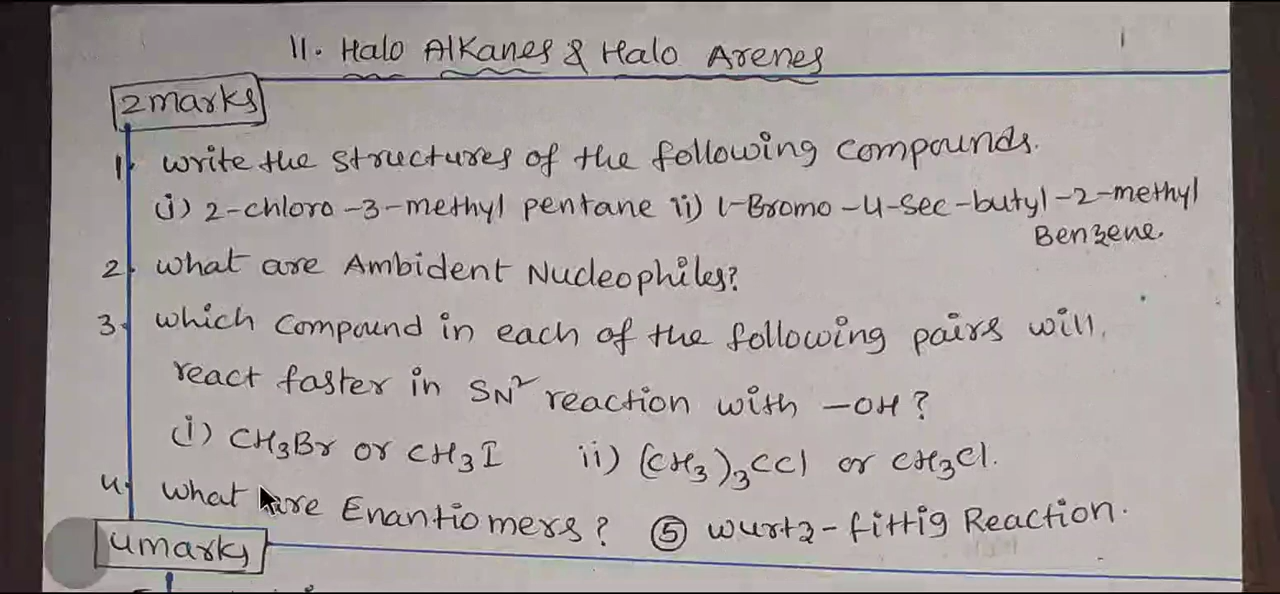 11. Halo Alkanes & Halo Arenes
1
2marks
1. write the structures of the following compounds.
i) 2-chloro-3-methyl pentane ii) 1-Bromo-4-sec-butyl-2-methyl
Benzene.
2. what are Ambident Nucleophiles?
3. which compound in each of the following pairs will
react faster in SN² reaction with -OH?
i) CH₃Br or CH₃I ii) (CH₃)₃CCl or CH₃Cl.
4. what are Enantiomers? ⑤ wurtz-fittig Reaction.
4marks